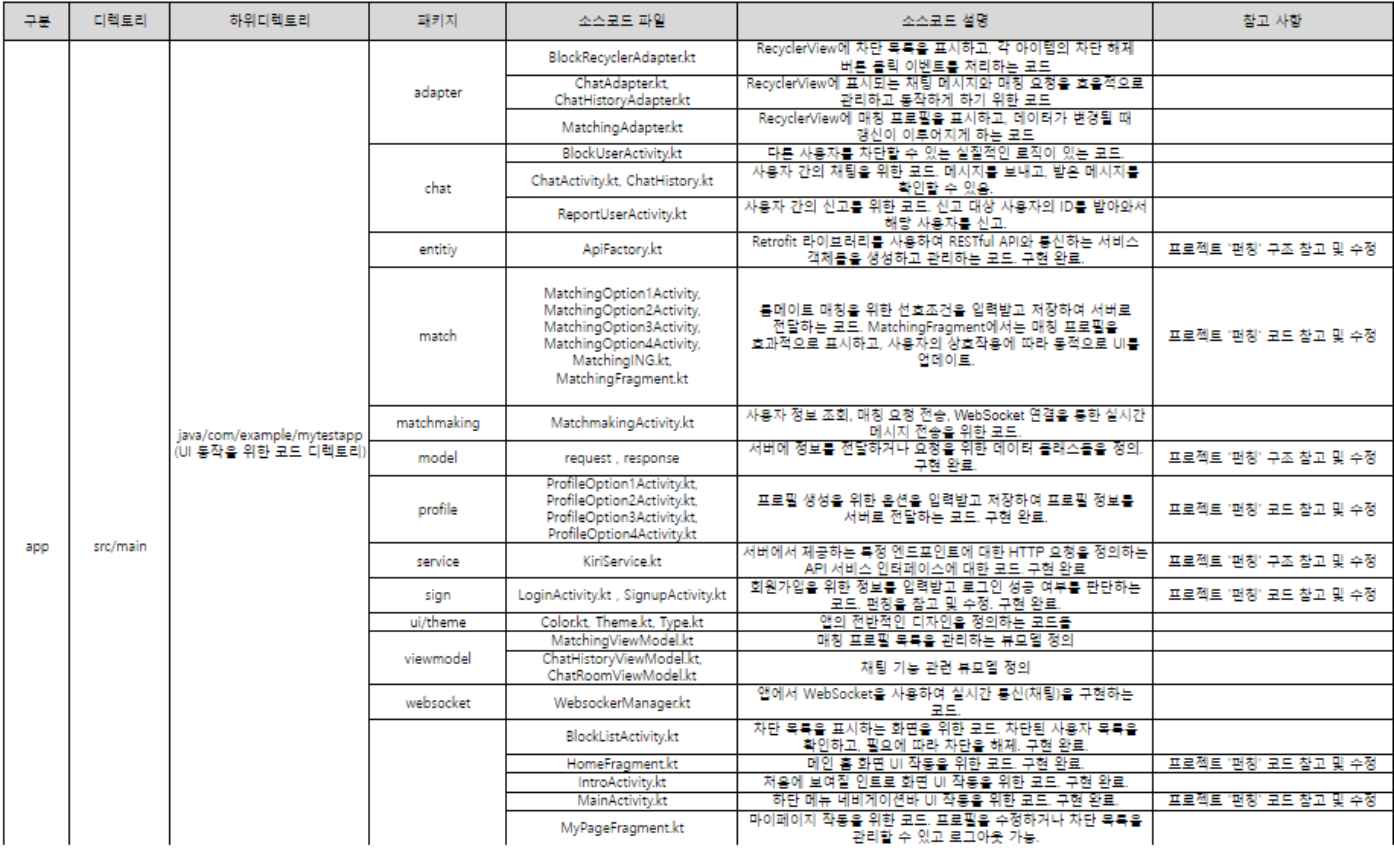 구분 디렉토리 하위디렉토리 패키지 소스코드 파일 소스코드 설명 참고 사항
app
src/main
java/com/example/mytestapp
(UI 동작을 위한 코드 디렉토리)
adapter
BlockRecyclerAdapter.kt
RecyclerView에 차단 목록을 표시하고, 각 아이템의 차단 해제
버튼 클릭 이벤트를 처리하는 코드
ChatAdapter.kt,
ChatHistoryAdapter.kt
RecyclerView에 표시되는 채팅 메시지와 매칭 요청을 효율적으로
관리하고 동작하게 하기 위한 코드
MatchingAdapter.kt
RecyclerView에 매칭 프로필을 표시하고, 데이터가 변경될 때
갱신이 이루어지게 하는 코드
chat
BlockUserActivity.kt
다른 사용자를 차단할 수 있는 실질적인 로직이 있는 코드.
ChatActivity.kt, ChatHistory.kt
사용자 간의 채팅을 위한 코드. 메시지를 보내고, 받은 메시지를
확인할 수 있음.
ReportUserActivity.kt
사용자 간의 신고를 위한 코드. 신고 대상 사용자의 ID를 받아와서
해당 사용자를 신고.
entitiy
ApiFactory.kt
Retrofit 라이브러리를 사용하여 RESTful API와 통신하는 서비스
객체들을 생성하고 관리하는 코드. 구현 완료.
프로젝트 '펀칭' 구조 참고 및 수정
match
MatchingOption1Activity,
MatchingOption2Activity,
MatchingOption3Activity,
MatchingOption4Activity,
MatchingING.kt,
MatchingFragment.kt
룸메이트 매칭을 위한 선호조건을 입력받고 저장하여 서버로
전달하는 코드. MatchingFragment에서는 매칭 프로필을
효과적으로 표시하고, 사용자의 상호작용에 따라 동적으로 UI를
업데이트.
프로젝트 '펀칭' 코드 참고 및 수정
matchmaking
MatchmakingActivity.kt
사용자 정보 조회, 매칭 요청 전송, WebSocket 연결을 통한 실시간
메시지 전송을 위한 코드.
model
request , response
서버에 정보를 전달하거나 요청을 위한 데이터 클래스들을 정의.
구현 완료.
프로젝트 '펀칭' 구조 참고 및 수정
profile
ProfileOption1Activity.kt,
ProfileOption2Activity.kt,
ProfileOption3Activity.kt,
ProfileOption4Activity.kt
프로필 생성을 위한 옵션을 입력받고 저장하여 프로필 정보를
서버로 전달하는 코드. 구현 완료.
프로젝트 '펀칭' 코드 참고 및 수정
service
KiriService.kt
서버에서 제공하는 특정 엔드포인트에 대한 HTTP 요청을 정의하는
API 서비스 인터페이스에 대한 코드. 구현 완료
프로젝트 '펀칭' 구조 참고 및 수정
sign
LoginActivity.kt , SignupActivity.kt
회원가입을 위한 정보를 입력받고 로그인 성공 여부를 판단하는
코드. 펀칭을 참고 및 수정. 구현 완료.
프로젝트 '펀칭' 코드 참고 및 수정
ui/theme
Color.kt, Theme.kt, Type.kt
앱의 전반적인 디자인을 정의하는 코드들
viewmodel
MatchingViewModel.kt
매칭 프로필 목록을 관리하는 뷰모델 정의
ChatHistoryViewModel.kt,
ChatRoomViewModel.kt
채팅 기능 관련 뷰모델 정의
websocket
WebsockerManager.kt
앱에서 WebSocket을 사용하여 실시간 통신(채팅)을 구현하는
코드.
BlockListActivity.kt
차단 목록을 표시하는 화면을 위한 코드. 차단된 사용자 목록을
확인하고, 필요에 따라 차단을 해제. 구현 완료.
HomeFragment.kt
메인 홈 화면 UI 작동을 위한 코드. 구현 완료.
프로젝트 '펀칭' 코드 참고 및 수정
IntroActivity.kt
처음에 보여질 인트로 화면 UI 작동을 위한 코드. 구현 완료.
MainActivity.kt
하단 메뉴 네비게이션바 UI 작동을 위한 코드. 구현 완료.
프로젝트 '펀칭' 코드 참고 및 수정
MyPageFragment.kt
마이페이지 작동을 위한 코드. 프로필을 수정하거나 차단 목록을
관리할 수 있고 로그아웃 가능.